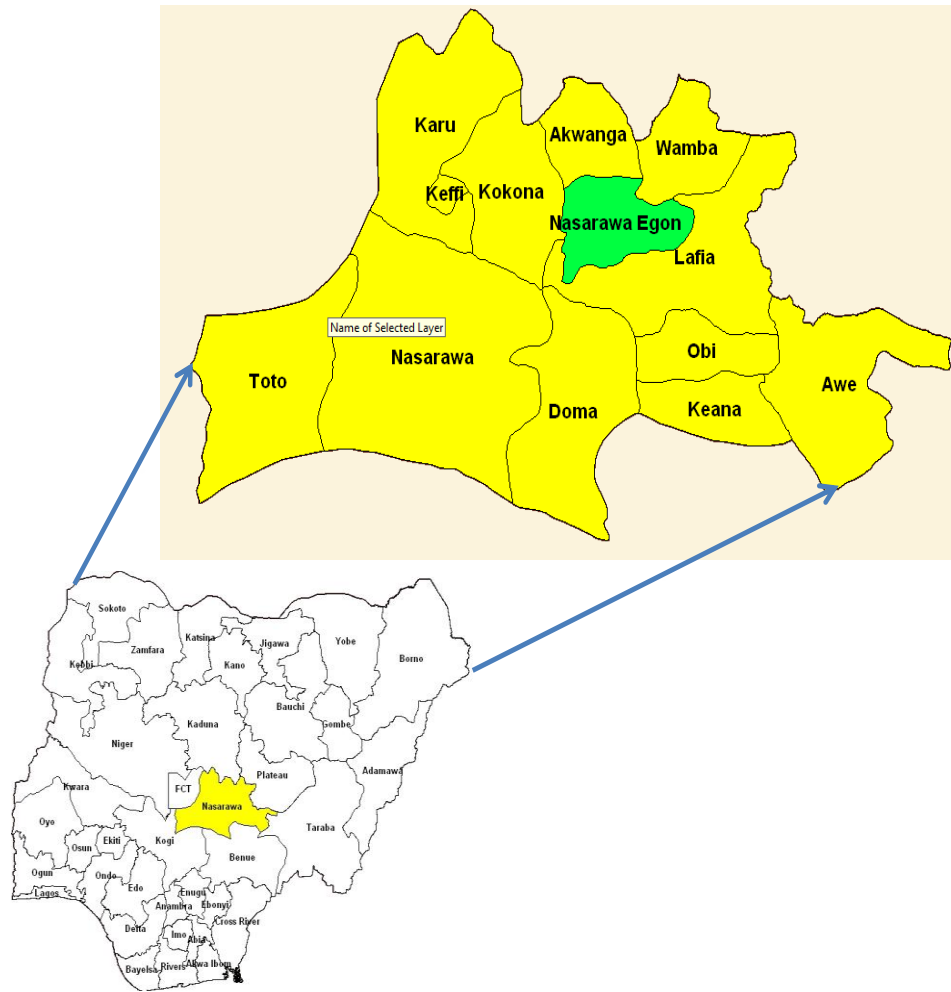 Karu
Akwanga
Wamba
Keffi
Kokona
Nasarawa Egon
Lafia
Name of Selected Layer
Nasarawa
Obi
Toto
Awe
Doma
Keana
Sokoto
Katsina
Jigawa
Yobe
Zamfara
Kano
Borno
Kebbi
Bauchi
Gombe
Kaduna
Niger
Adamawa
Plateau
FCT
Kwara
Nasarawa
Oyo
Taraba
Ekiti
Kogi
Osun
Benue
Ogun
Ondo
Edo
Enugu
Lagos
Anambra
Ebonyi
Cross River
Delta
Imo
Abia
Bayelsa
Rivers
Akwa Ibom